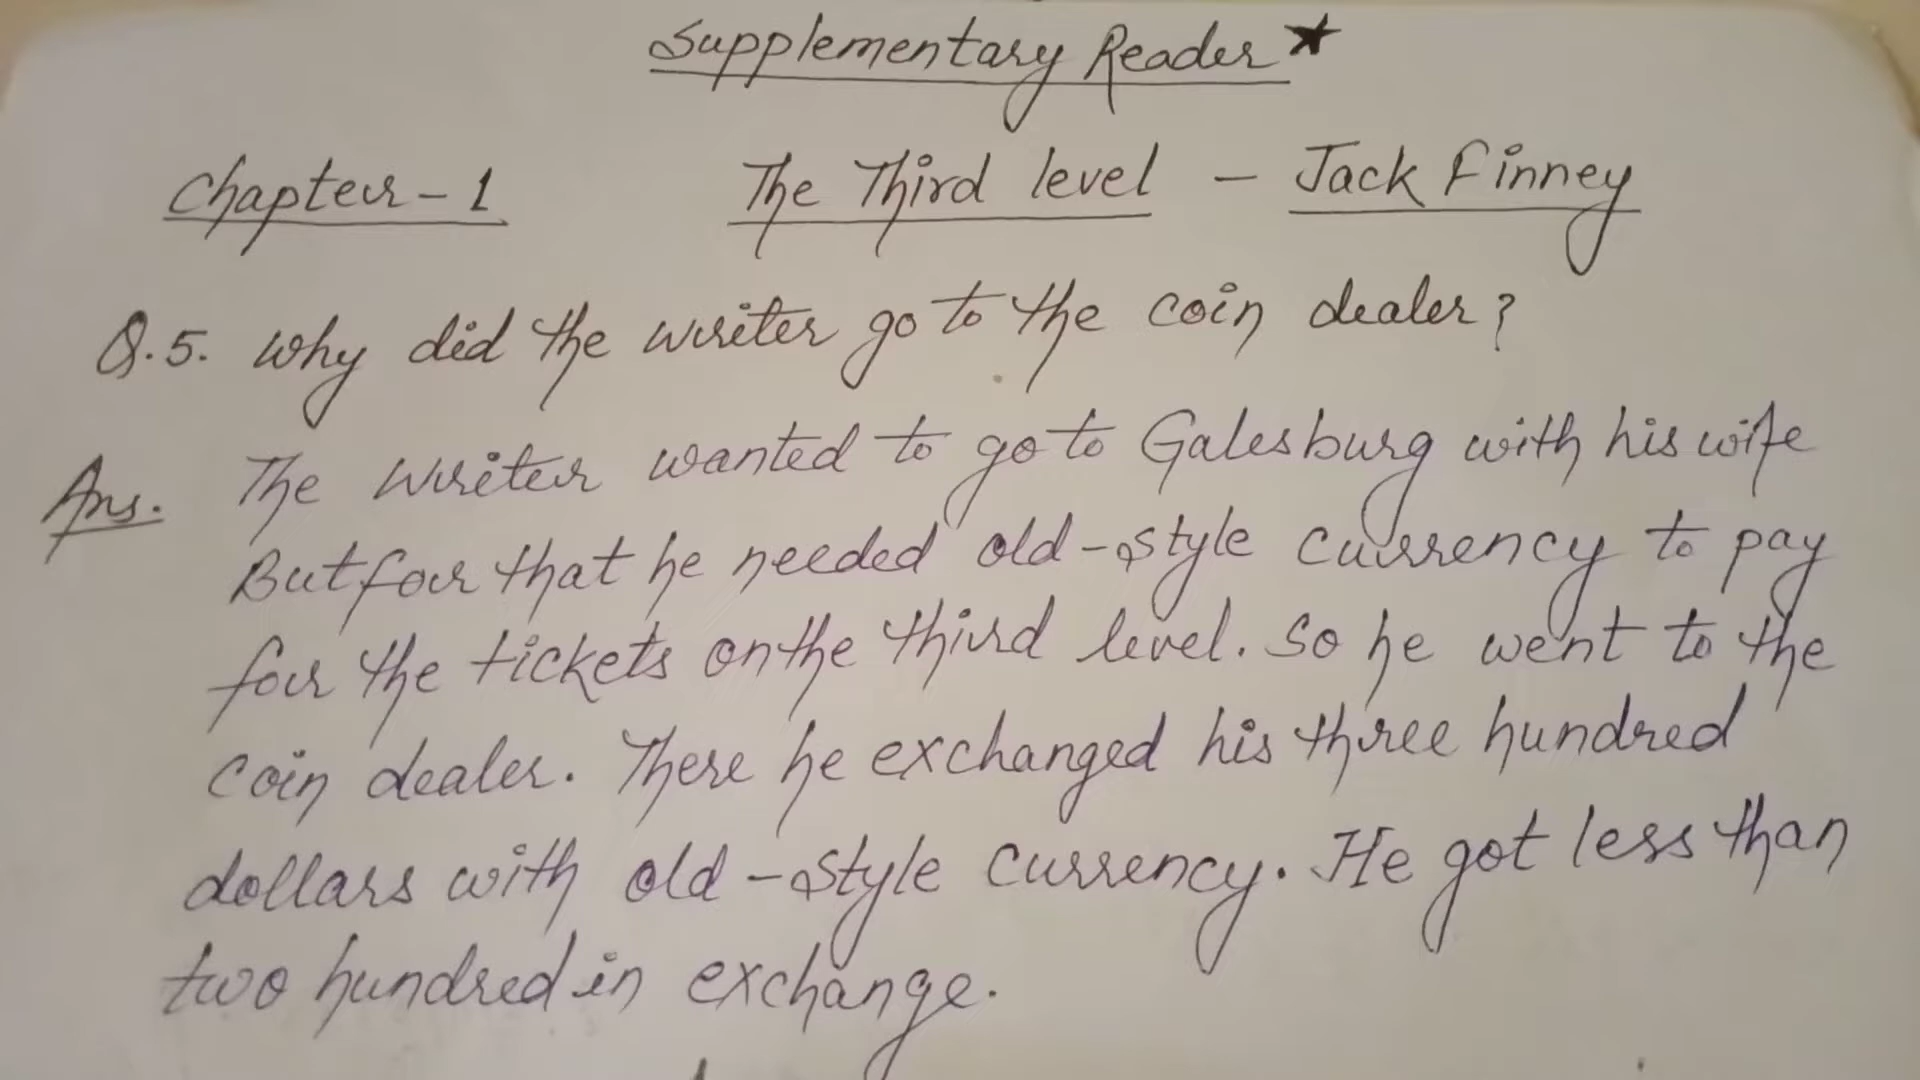 Supplementary Reader ★
Chapter-1 The Third level - Jack Finney
Q.5. Why did the writer go to the coin dealer?
Ans. The writer wanted to go to Galesburg with his wife
But for that he needed old-style currency to pay
for the tickets on the third level. So he went to the
coin dealer. There he exchanged his three hundred
dollars with old-style currency. He got less than
two hundred in exchange.